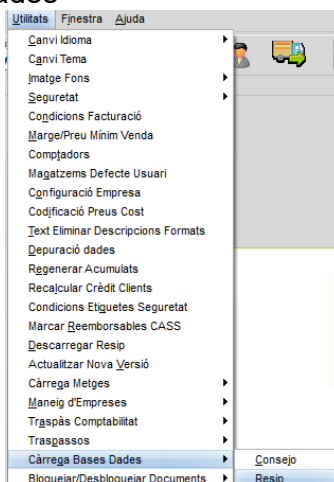 Utilitats Finestra Ajuda
Canvi Idioma
Canvi Tema
Imatge Fons
Seguretat
Condicions Facturació
Marge/Preu Mínim Venda
Comptadors
Magatzems Defecte Usuari
Configuració Empresa
Codificació Preus Cost
Text Eliminar Descripcions Formats
Depuració dades
Regenerar Acumulats
Recalcular Crèdit Clients
Condicions Etiquetes Seguretat
Marcar Reemborsables CASS
Descarregar Resip
Actualitzar Nova Versió
Càrrega Metges
Maneig d'Empreses
Traspàs Comptabilitat
Traspassos
Càrrega Bases Dades Consejo
Bloquejar/Desbloquejar Documents Resip